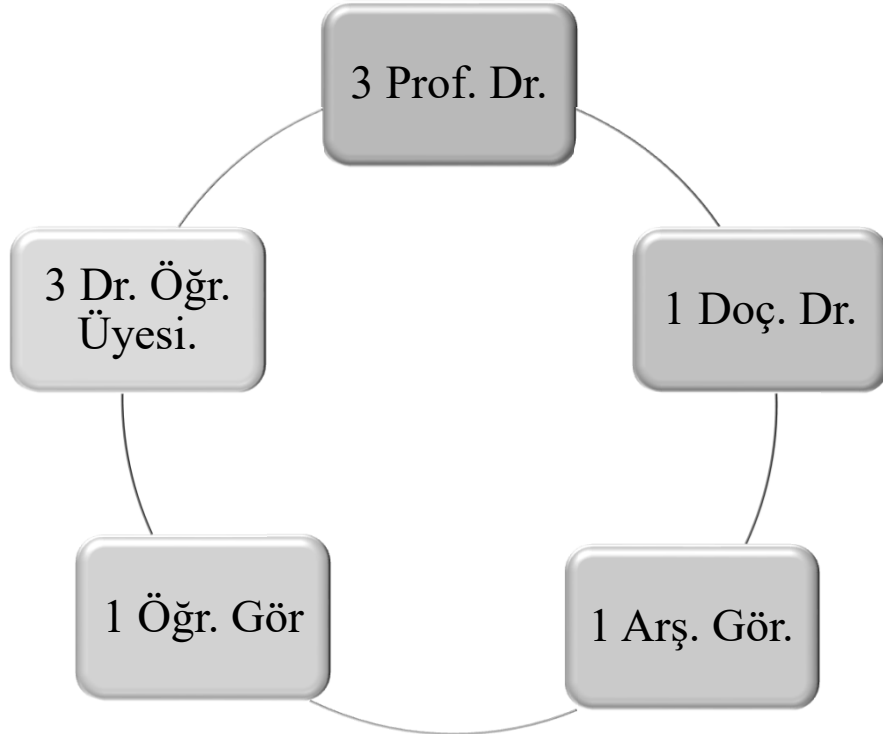 3 Prof. Dr.
1 Doç. Dr.
1 Arş. Gör.
1 Öğr. Gör
3 Dr. Öğr.
Üyesi.